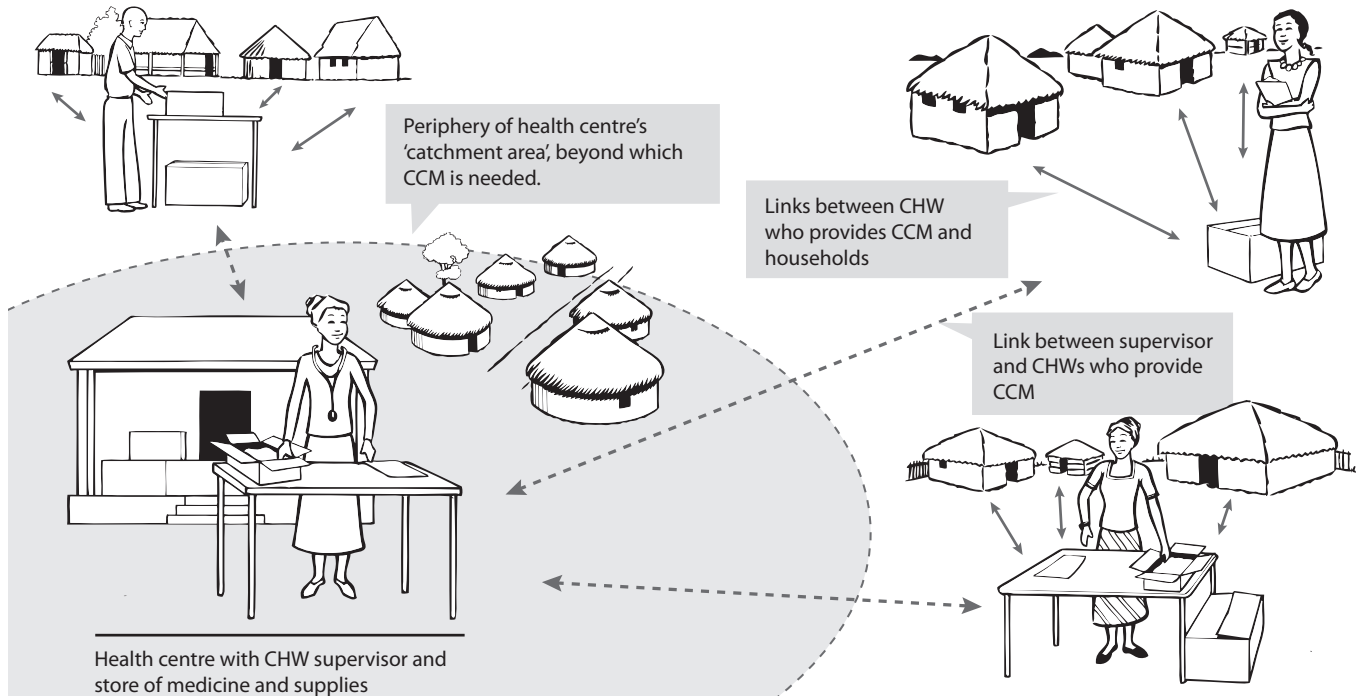 Periphery of health centre’s
‘catchment area’, beyond which
CCM is needed.
Links between CHW
who provides CCM and
households
Link between supervisor
and CHWs who provide
CCM
Health centre with CHW supervisor and
store of medicine and supplies